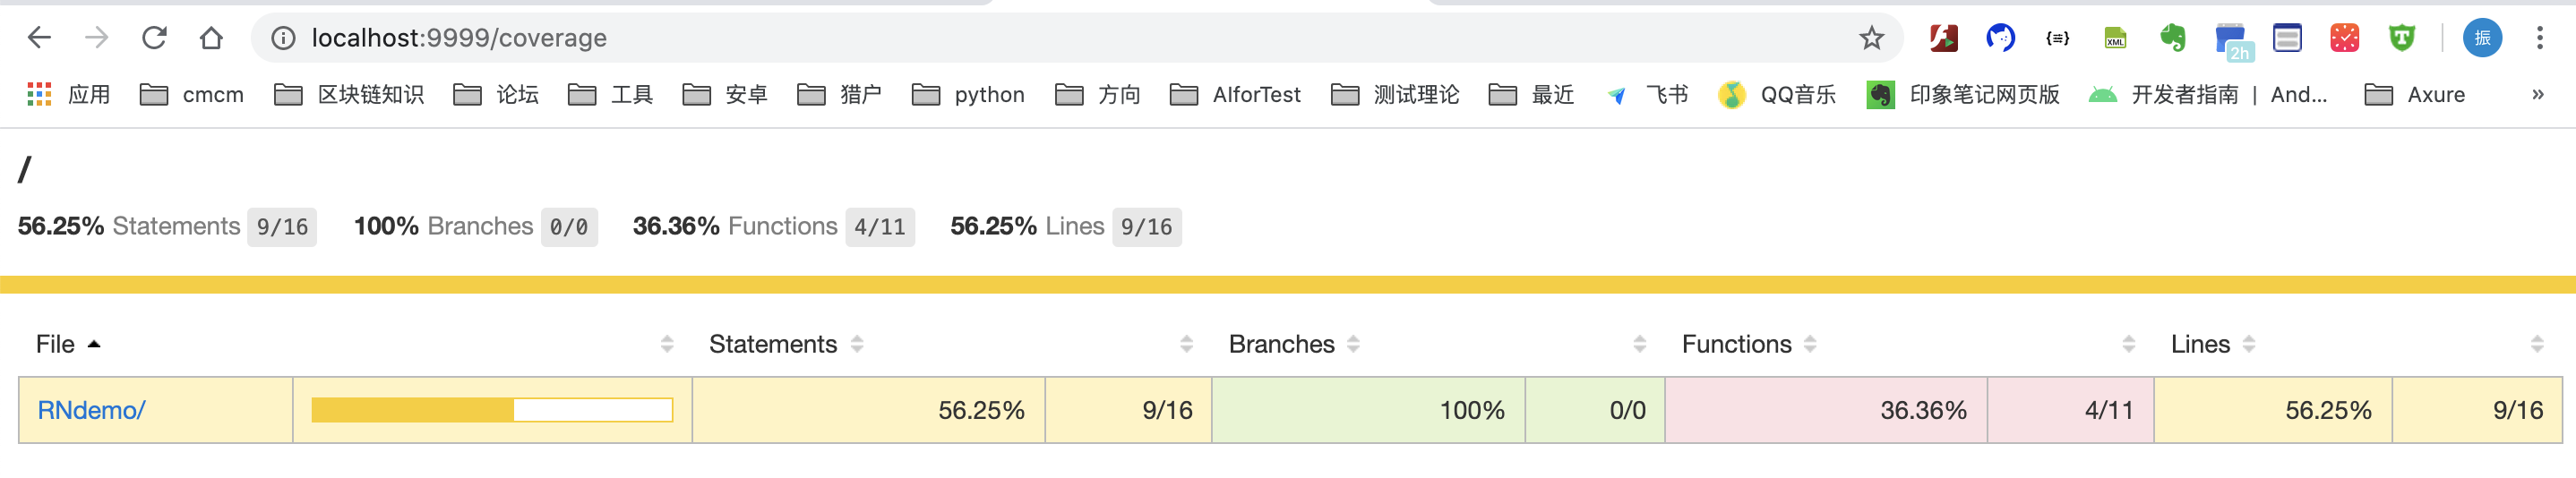 localhost:9999/coverage
XML
2h
振
应用 cmcm 区块链知识 论坛 工具 安卓 猎户 python 方向 AIforTest 测试理论 最近 飞书 QQ音乐 印象笔记网页版 开发者指南 | And... Axure »
/
56.25% Statements 9/16 100% Branches 0/0 36.36% Functions 4/11 56.25% Lines 9/16
File Statements Branches Functions Lines
RNdemo/ 56.25% 9/16 100% 0/0 36.36% 4/11 56.25% 9/16